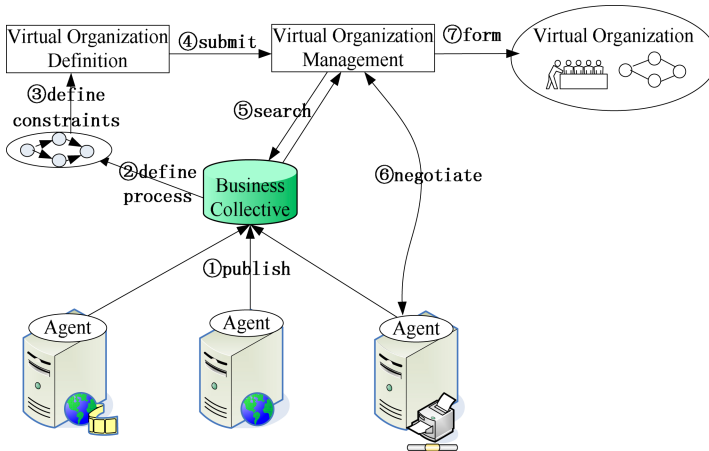 Virtual Organization
Definition
④submit
Virtual Organization
Management
⑦form
Virtual Organization
③define
constraints
⑤search
②define
process
Business
Collective
⑥negotiate
①publish
Agent
Agent
Agent